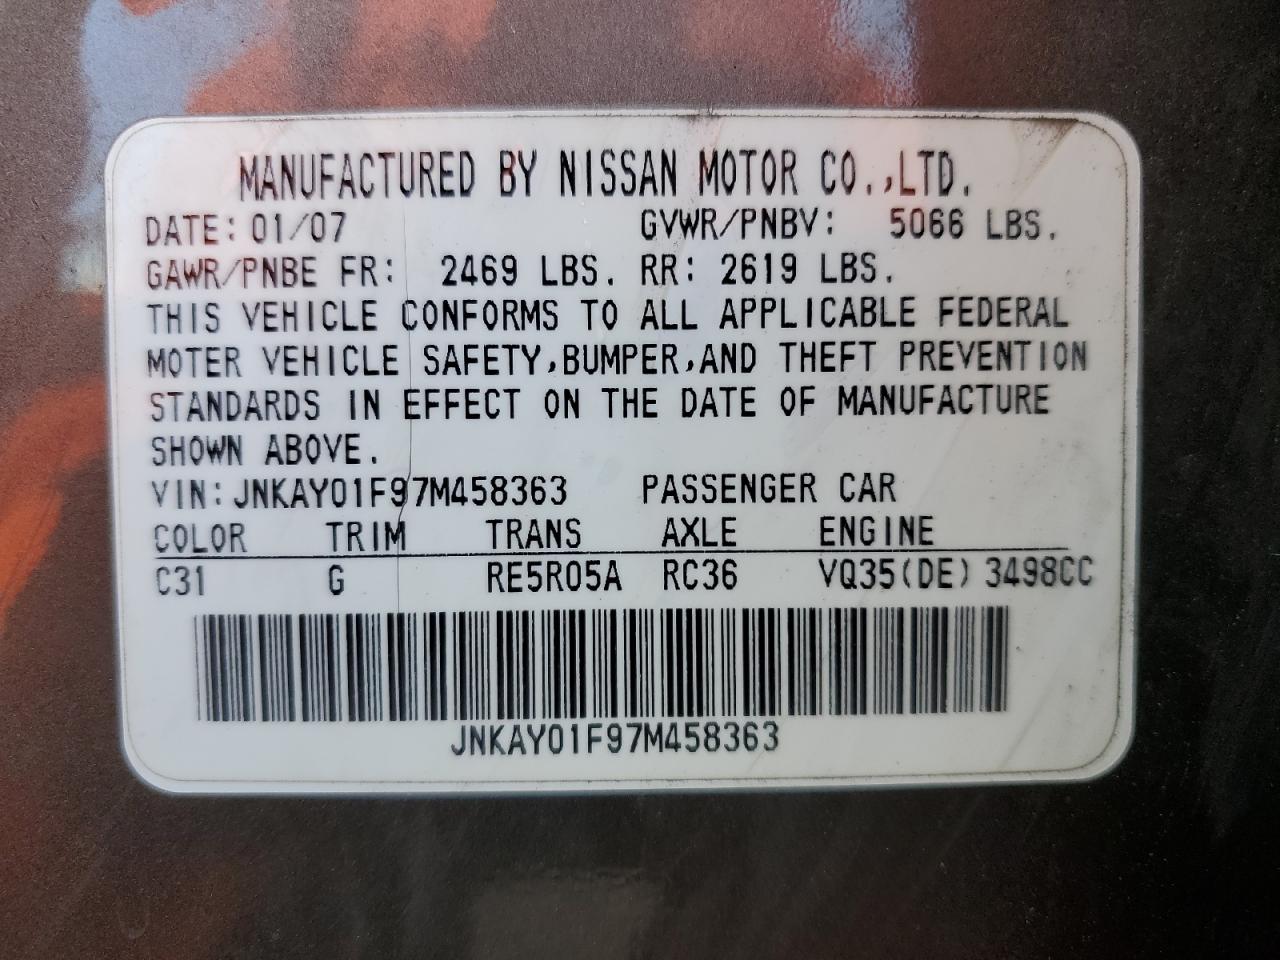 MANUFACTURED BY NISSAN MOTOR CO.,LTD.
DATE: 01/07 GVWR/PNBV: 5066 LBS.
GAWR/PNBE FR: 2469 LBS. RR: 2619 LBS.
THIS VEHICLE CONFORMS TO ALL APPLICABLE FEDERAL
MOTER VEHICLE SAFETY,BUMPER,AND THEFT PREVENTION
STANDARDS IN EFFECT ON THE DATE OF MANUFACTURE
SHOWN ABOVE.
VIN: JNKAY01F97M458363 PASSENGER CAR
COLOR TRIM TRANS AXLE ENGINE
C31 G RE5R05A RC36 VQ35(DE) 3498CC
JNKAY01F97M458363